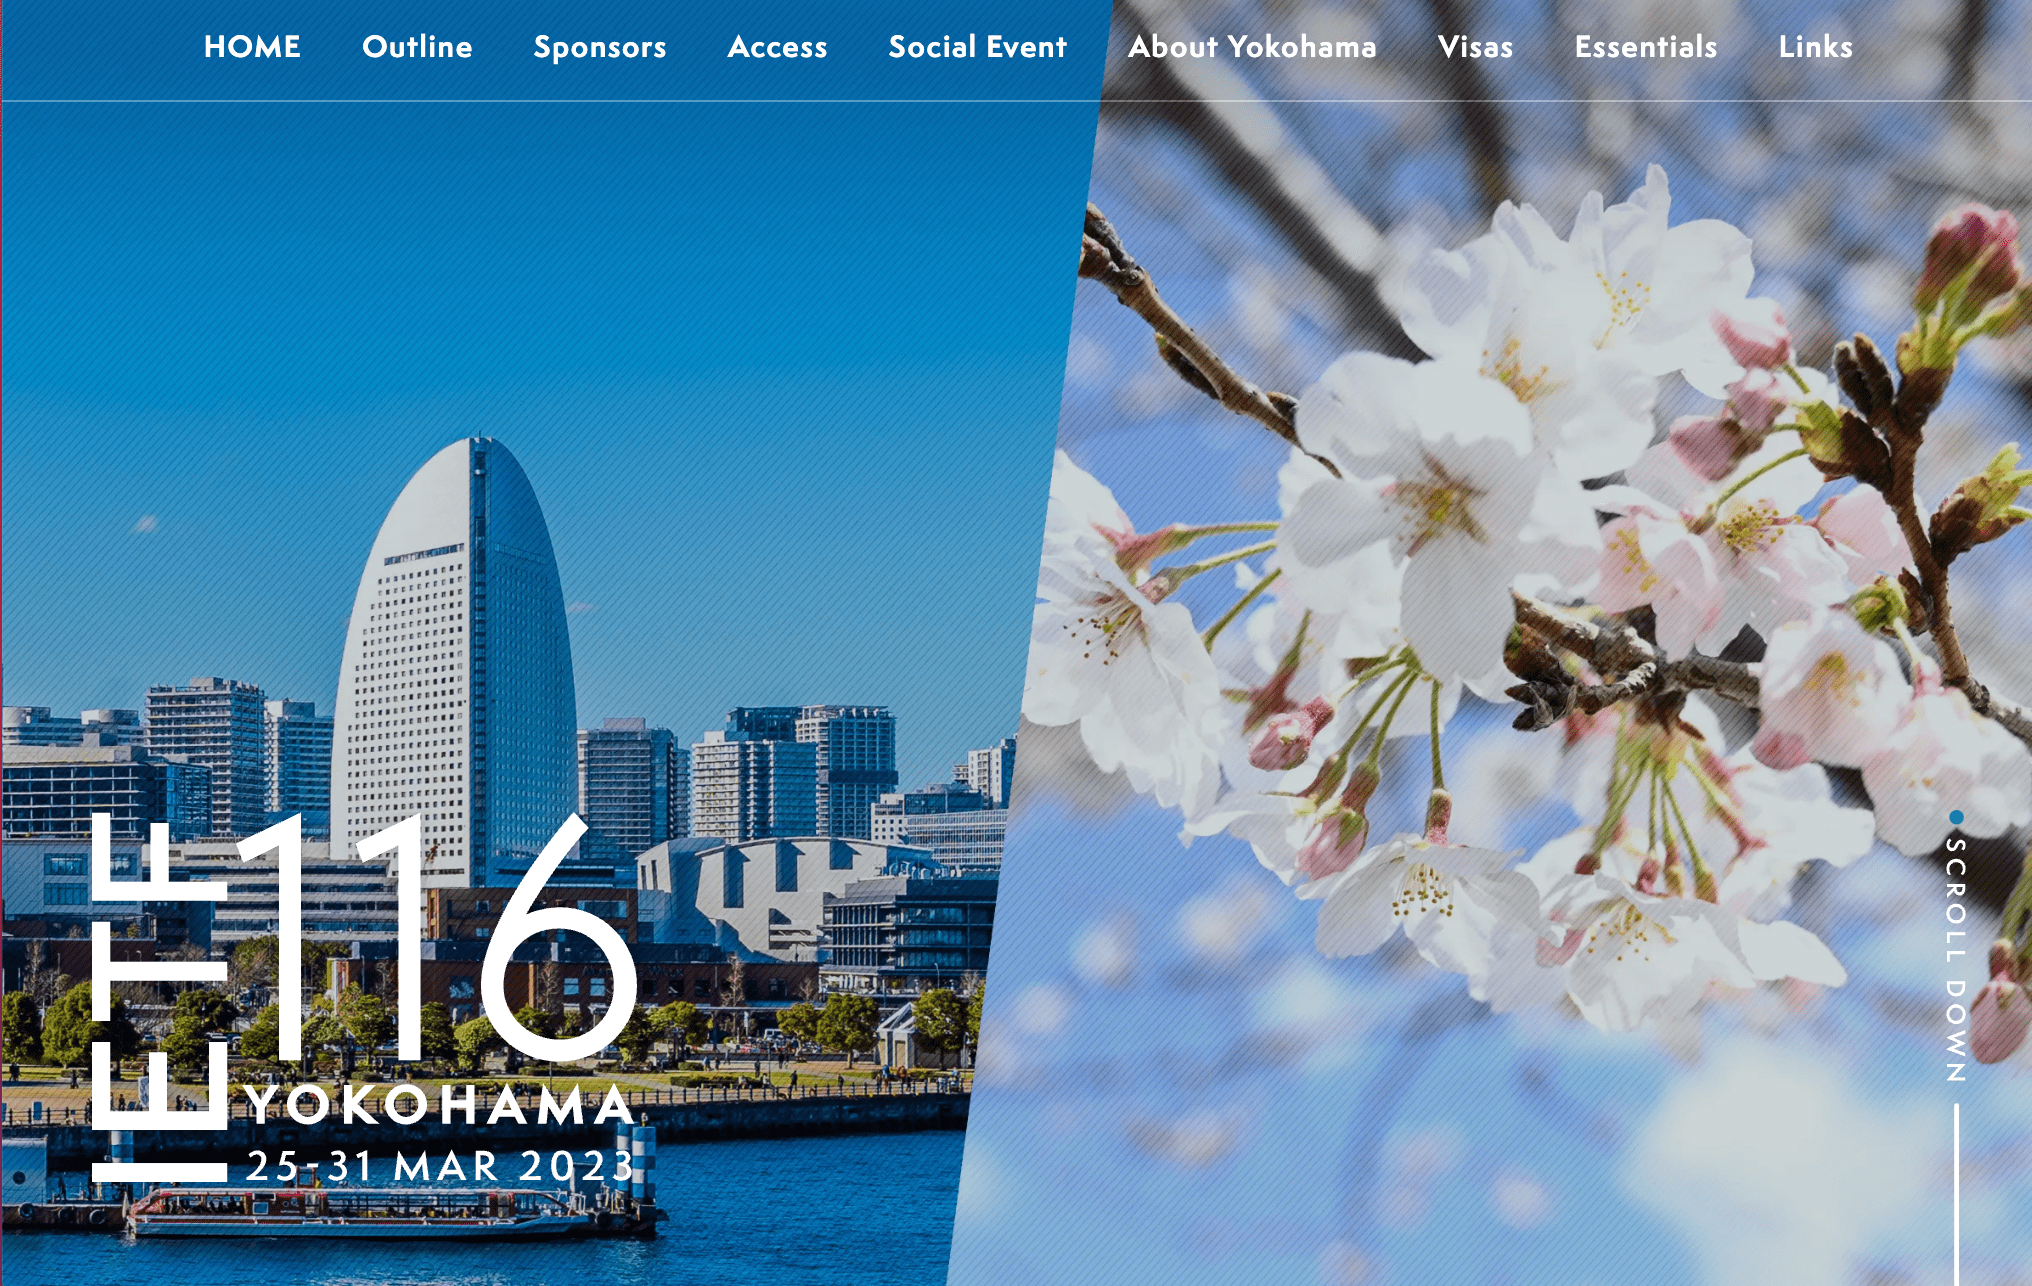 HOME Outline Sponsors Access Social Event About Yokohama Visas Essentials Links
IETF
116
YOKOHAMA
25-31 MAR 2023
SCROLL DOWN